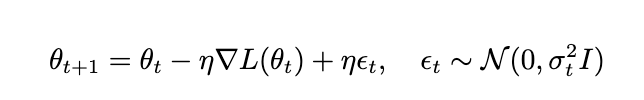 θ_{t+1} = θ_t − η∇L(θ_t) + ηϵ_t,  ϵ_t ∼ 𝒩(0, σ_t^2 I)